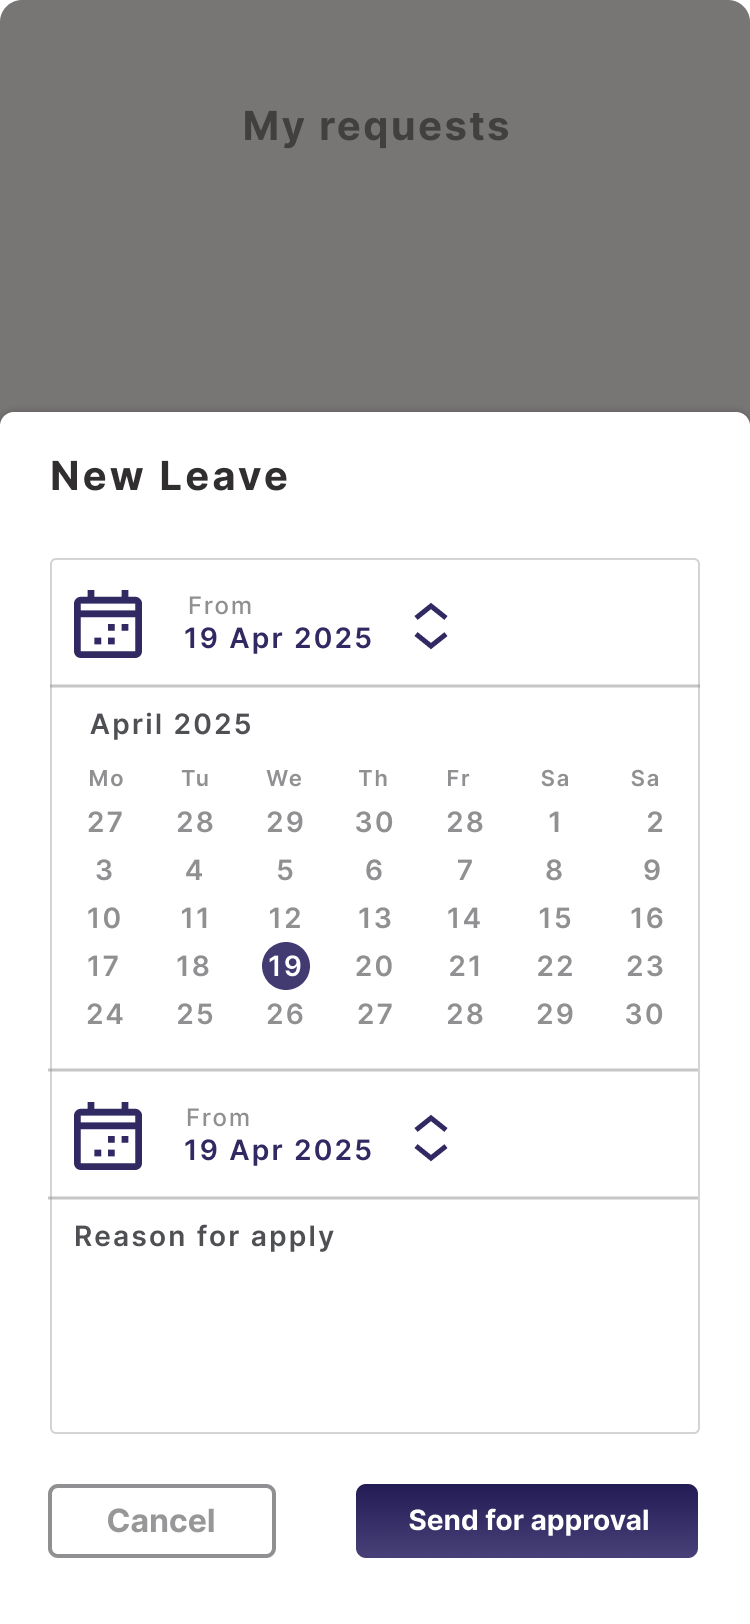 My requests
New Leave
From
19 Apr 2025
April 2025
Mo Tu We Th Fr Sa Sa
27 28 29 30 28 1 2
3 4 5 6 7 8 9
10 11 12 13 14 15 16
17 18 19 20 21 22 23
24 25 26 27 28 29 30
From
19 Apr 2025
Reason for apply
Cancel Send for approval